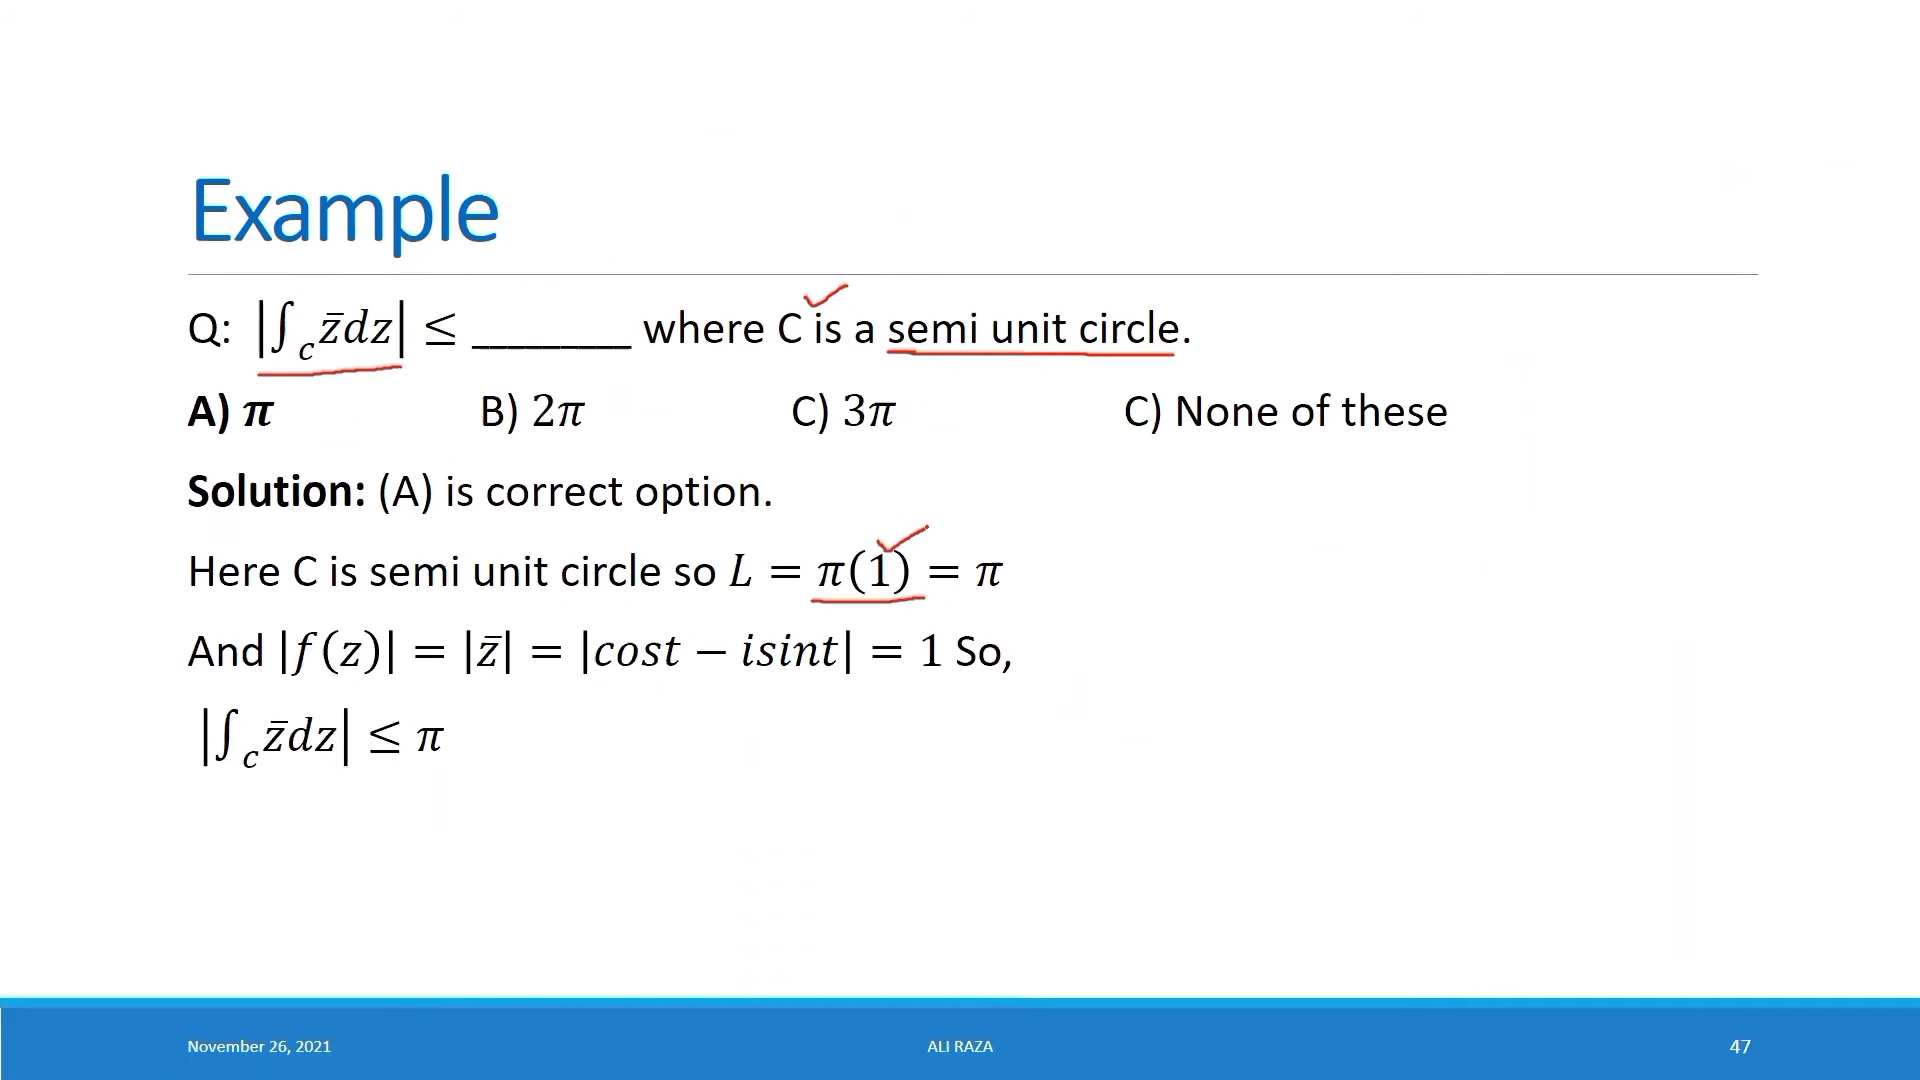 Example
Q: |∫_c z̄dz| ≤ ________ where C is a semi unit circle.
A) π B) 2π C) 3π C) None of these
Solution: (A) is correct option.
Here C is semi unit circle so L = π(1) = π
And |f(z)| = |z̄| = |cost − isint| = 1 So,
|∫_c z̄dz| ≤ π
November 26, 2021 ALI RAZA 47